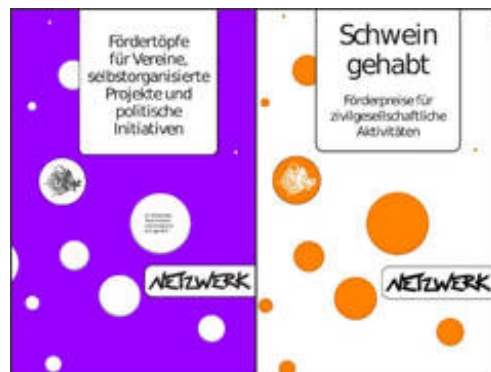 Fördertöpfe
für Vereine,
selbstorganisierte
Projekte und
politische
Initiativen
NETZWERK
Schwein
gehabt
Förderpreise für
zivilgesellschaftliche
Aktivitäten
NETZWERK